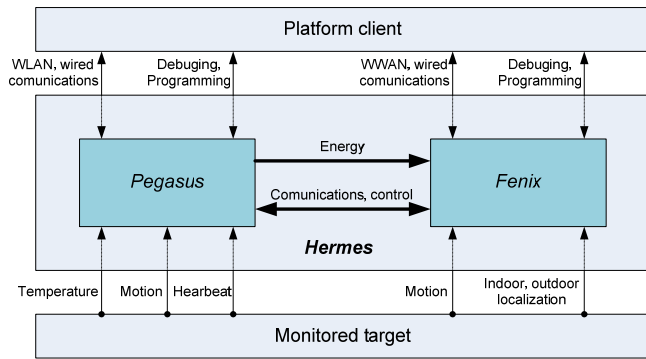 Platform client
WLAN, wired
comunications
Debuging,
Programming
WWAN, wired
comunications
Debuging,
Programming
Energy
Pegasus
Fenix
Comunications, control
Hermes
Temperature
Motion
Hearbeat
Motion
Indoor, outdoor
localization
Monitored target